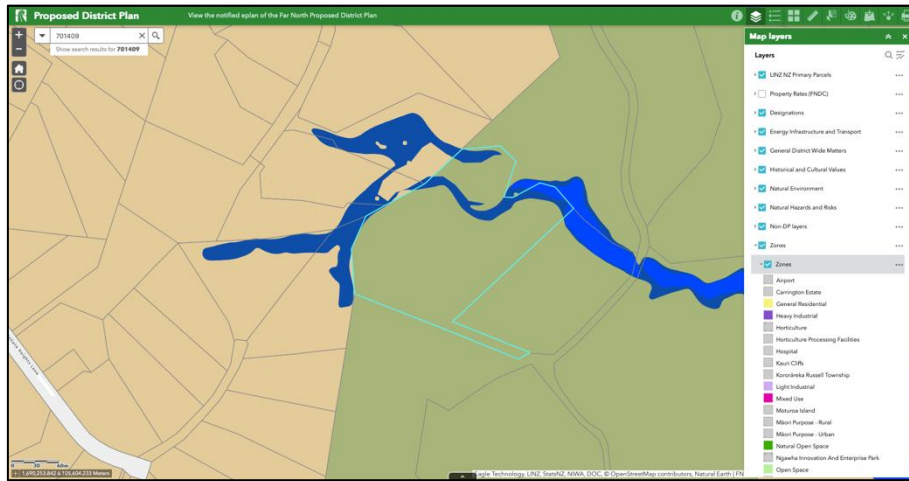 Proposed District Plan
View the notified eplan of the Far North Proposed District Plan
701409
Show search results for 701409
Map layers
Layers
LINZ NZ Primary Parcels
Property Rates (FNDC)
Designations
Energy Infrastructure and Transport
General District Wide Matters
Historical and Cultural Values
Natural Environment
Natural Hazards and Risks
Non-DP layers
Zones
Zones
Airport
Carrington Estate
General Residential
Heavy Industrial
Horticulture
Horticulture Processing Facilities
Hospital
Kauri Cliffs
Kororāreka Russell Township
Light Industrial
Mixed Use
Moturoa Island
Māori Purpose - Rural
Māori Purpose - Urban
Natural Open Space
Ngawha Innovation And Enterprise Park
Open Space
Heights Lane
0 30 60m
1,690,253.842 6,105,604.233 Meters
Eagle Technology, LINZ, StatsNZ, NIWA, DOC, © OpenStreetMap contributors, Natural Earth | FN